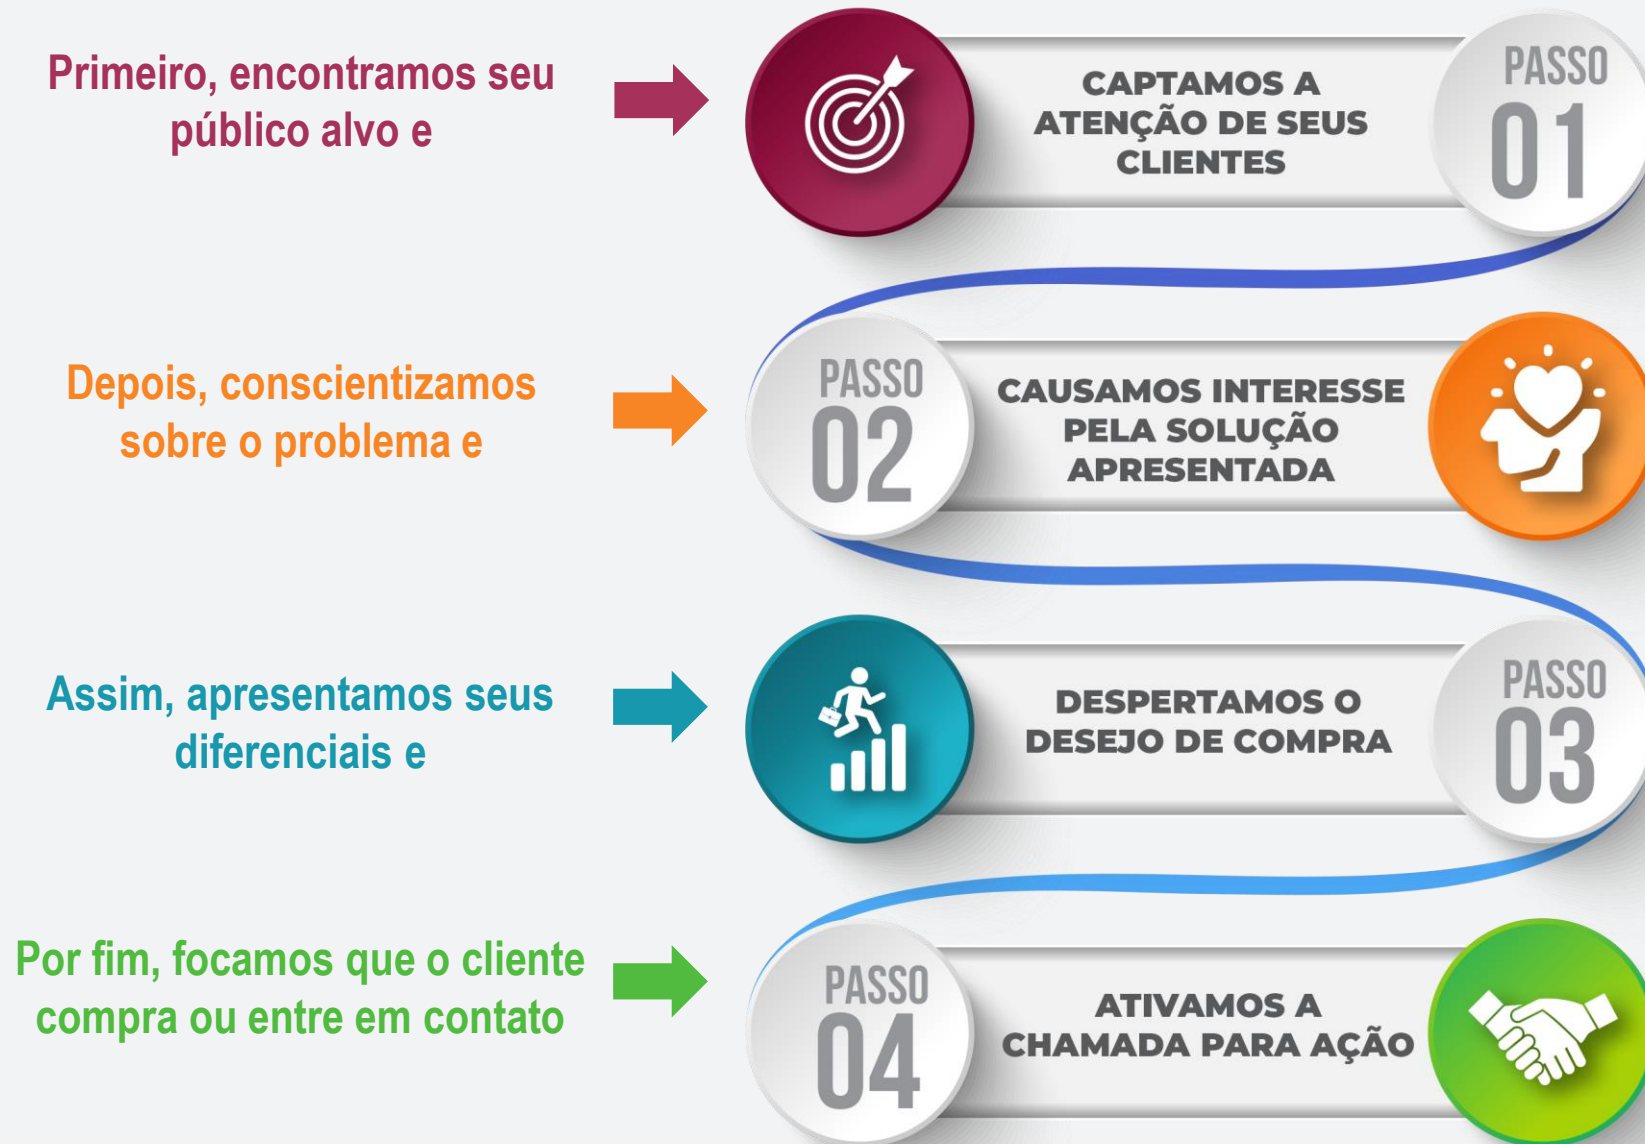 Primeiro, encontramos seu
público alvo e
CAPTAMOS A
ATENÇÃO DE SEUS
CLIENTES
PASSO
01
Depois, conscientizamos
sobre o problema e
PASSO
02
CAUSAMOS INTERESSE
PELA SOLUÇÃO
APRESENTADA
Assim, apresentamos seus
diferenciais e
DESPERTAMOS O
DESEJO DE COMPRA
PASSO
03
Por fim, focamos que o cliente
compra ou entre em contato
PASSO
04
ATIVAMOS A
CHAMADA PARA AÇÃO